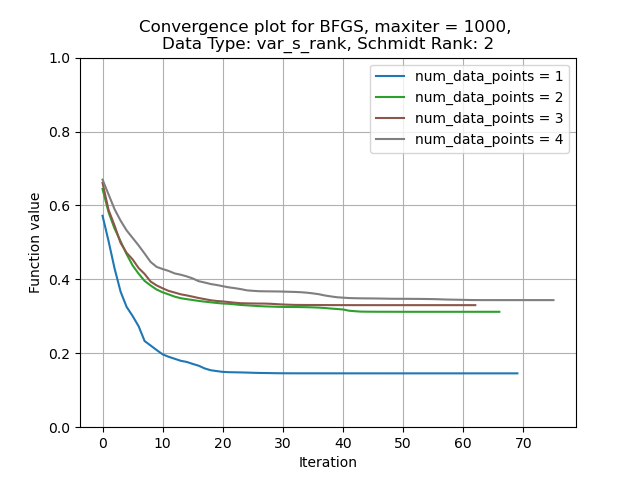 Convergence plot for BFGS, maxiter = 1000,
Data Type: var_s_rank, Schmidt Rank: 2
num_data_points = 1
num_data_points = 2
num_data_points = 3
num_data_points = 4
Function value
1.0
0.8
0.6
0.4
0.2
0.0
0 10 20 30 40 50 60 70
Iteration